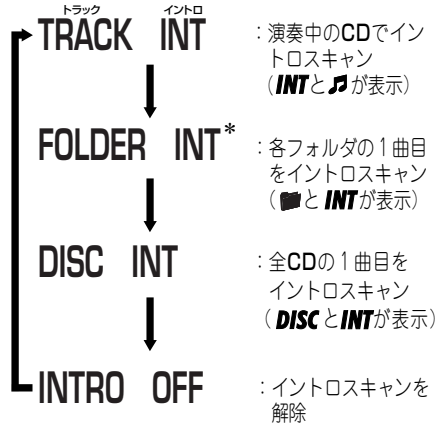 トラック イントロ
TRACK INT
：演奏中のCDでイン
トロスキャン
（INTと♫が表示）
FOLDER INT*
：各フォルダの１曲目
をイントロスキャン
（ とINTが表示）
DISC INT
：全CDの１曲目を
イントロスキャン
（DISCとINTが表示）
INTRO OFF
：イントロスキャンを
解除